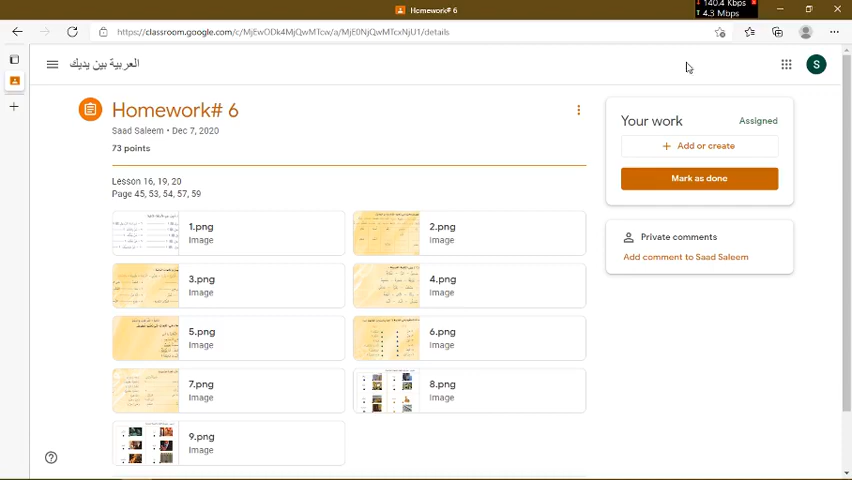 Homework# 6
140.4 Kbps
4.3 Mbps
https://classroom.google.com/c/MjEwODk4MjQwMTcw/a/MjE0NjQwMTcxNjU1/details
العربية بين يديك
S
Homework# 6
Saad Saleem • Dec 7, 2020
73 points
Lesson 16, 19, 20
Page 45, 53, 54, 57, 59
1.png
Image
2.png
Image
3.png
Image
4.png
Image
5.png
Image
6.png
Image
7.png
Image
8.png
Image
9.png
Image
Your work
Assigned
+ Add or create
Mark as done
Private comments
Add comment to Saad Saleem